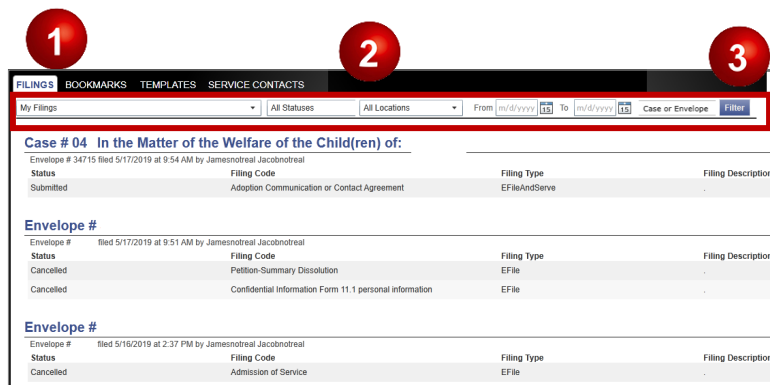 1
2
3
FILINGS BOOKMARKS TEMPLATES SERVICE CONTACTS
My Filings All Statuses All Locations From m/d/yyyy 15 To m/d/yyyy 15 Case or Envelope Filter
Case # 04 In the Matter of the Welfare of the Child(ren) of:
Envelope # 34715 filed 5/17/2019 at 9:54 AM by Jamesnotreal Jacobnotreal
Status Filing Code Filing Type Filing Description
Submitted Adoption Communication or Contact Agreement EFileAndServe .
Envelope #
Envelope # filed 5/17/2019 at 9:51 AM by Jamesnotreal Jacobnotreal
Status Filing Code Filing Type Filing Description
Cancelled Petition-Summary Dissolution EFile .
Cancelled Confidential Information Form 11.1 personal information EFile .
Envelope #
Envelope # filed 5/16/2019 at 2:37 PM by Jamesnotreal Jacobnotreal
Status Filing Code Filing Type Filing Description
Cancelled Admission of Service EFile .